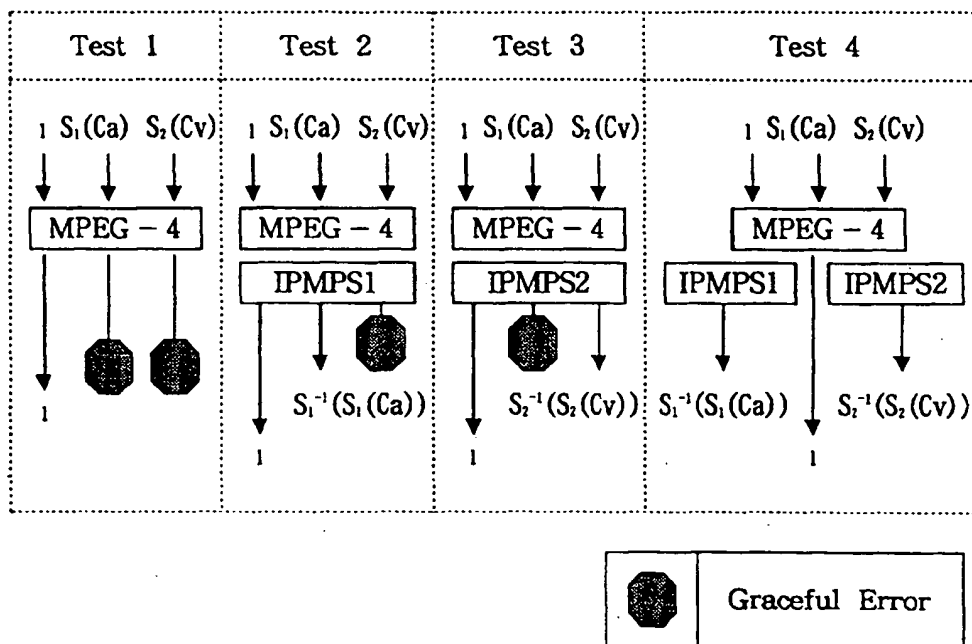 Test 1 Test 2 Test 3 Test 4
1 S₁(Ca) S₂(Cv) 1 S₁(Ca) S₂(Cv) 1 S₁(Ca) S₂(Cv) 1 S₁(Ca) S₂(Cv)
MPEG-4 MPEG-4 MPEG-4 MPEG-4
IPMPS1 IPMPS2 IPMPS1 IPMPS2
1 S₁⁻¹(S₁(Ca)) S₂⁻¹(S₂(Cv)) S₁⁻¹(S₁(Ca)) S₂⁻¹(S₂(Cv))
1 1 1
Graceful Error